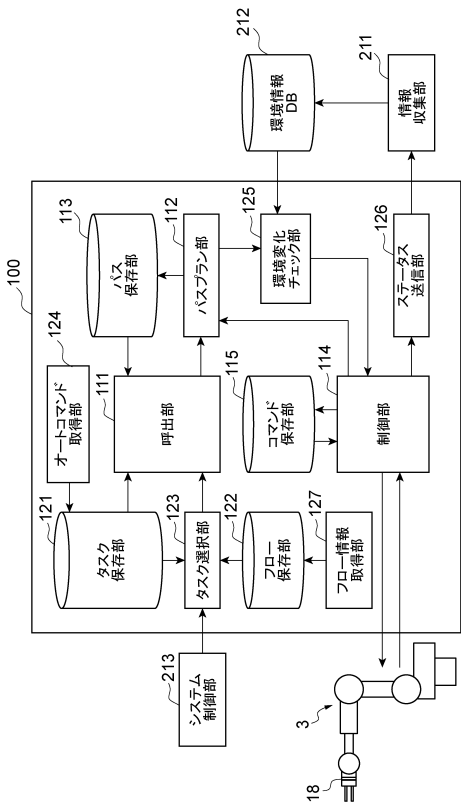 100
オートコマンド
取得部
124
タスク
保存部
121
呼出部
111
パス
保存部
113
パスプラン部
112
環境情報
DB
212
システム
制御部
213
タスク選択部
123
フロー
保存部
122
フロー情報
取得部
127
コマンド
保存部
115
制御部
114
環境変化
チェック部
125
ステータス
送信部
126
情報
収集部
211
3
18